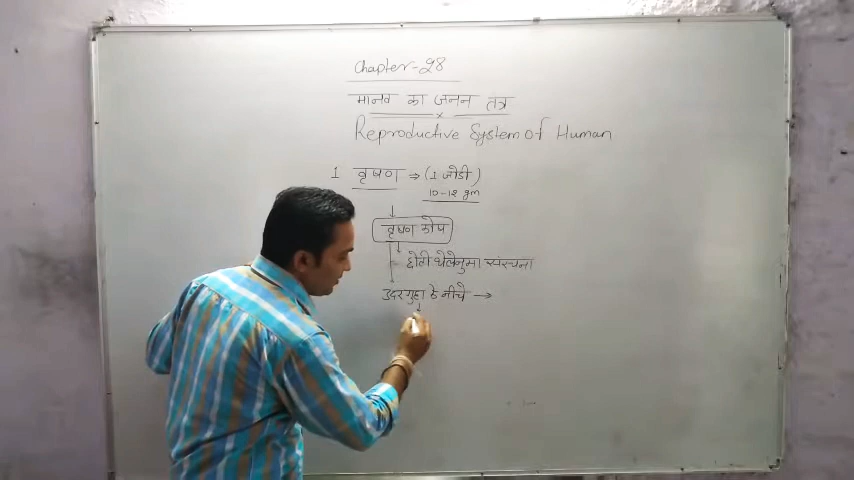 Chapter-28
मानव का जनन तंत्र
Reproductive System of Human
1 वृषण ⇒ (1 जोडी)
10-12 gm
वृषण कोष
छोटी थैलेनुमा संरचना
उदरगुहा के नीचे →